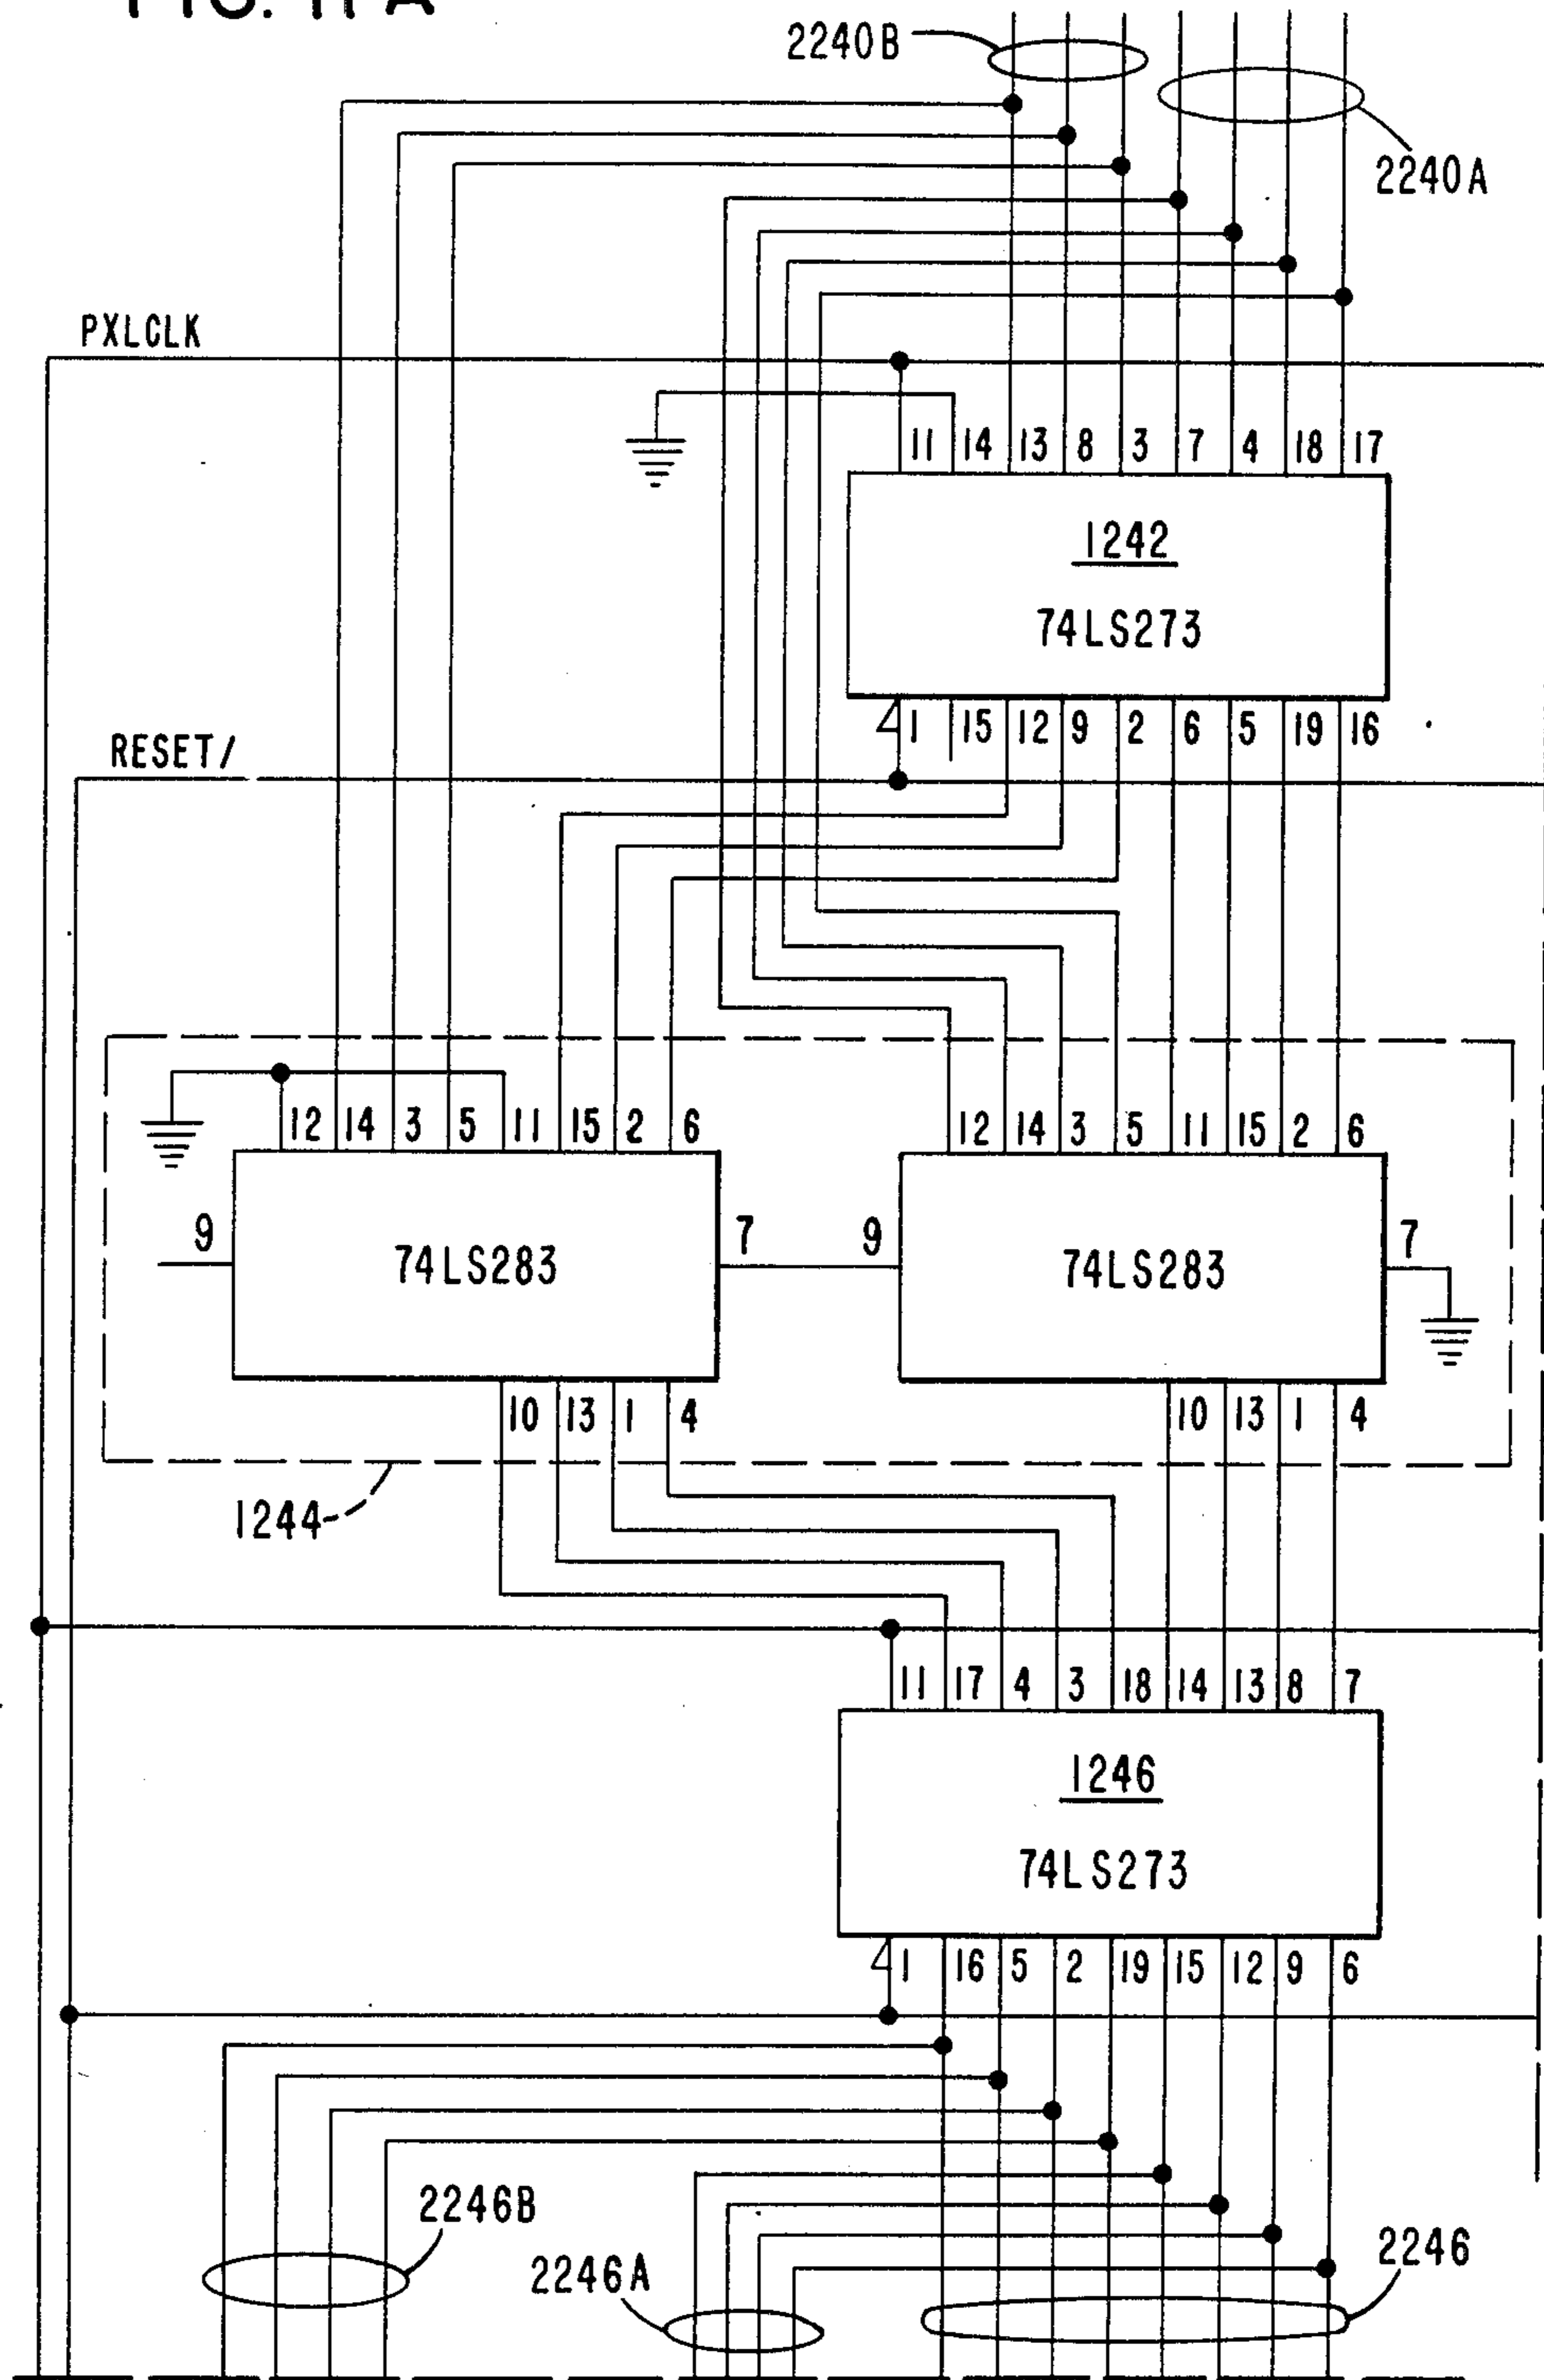 FIG. 11 A
2240B
2240A
PXLCLK
11 14 13 8 3 7 4 18 17
1242
74LS273
1 15 12 9 2 6 5 19 16
RESET/
12 14 3 5 11 15 2 6
12 14 3 5 11 15 2 6
9
74LS283
7
9
74LS283
7
10 13 1 4
10 13 1 4
1244
11 17 4 3 18 14 13 8 7
1246
74LS273
1 16 5 2 19 15 12 9 6
2246B
2246A
2246